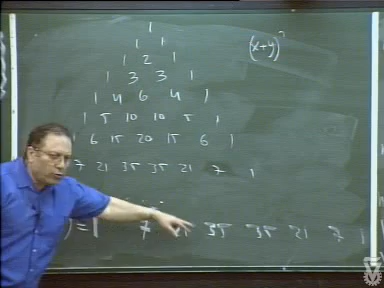 1
1 1
1 2 1
(x+y)⁷
1 3 3 1
1 4 6 4 1
1 5 10 10 5 1
1 6 15 20 15 6 1
7 21 35 35 21 7 1
)=1 7 21 35 35 21 7 1